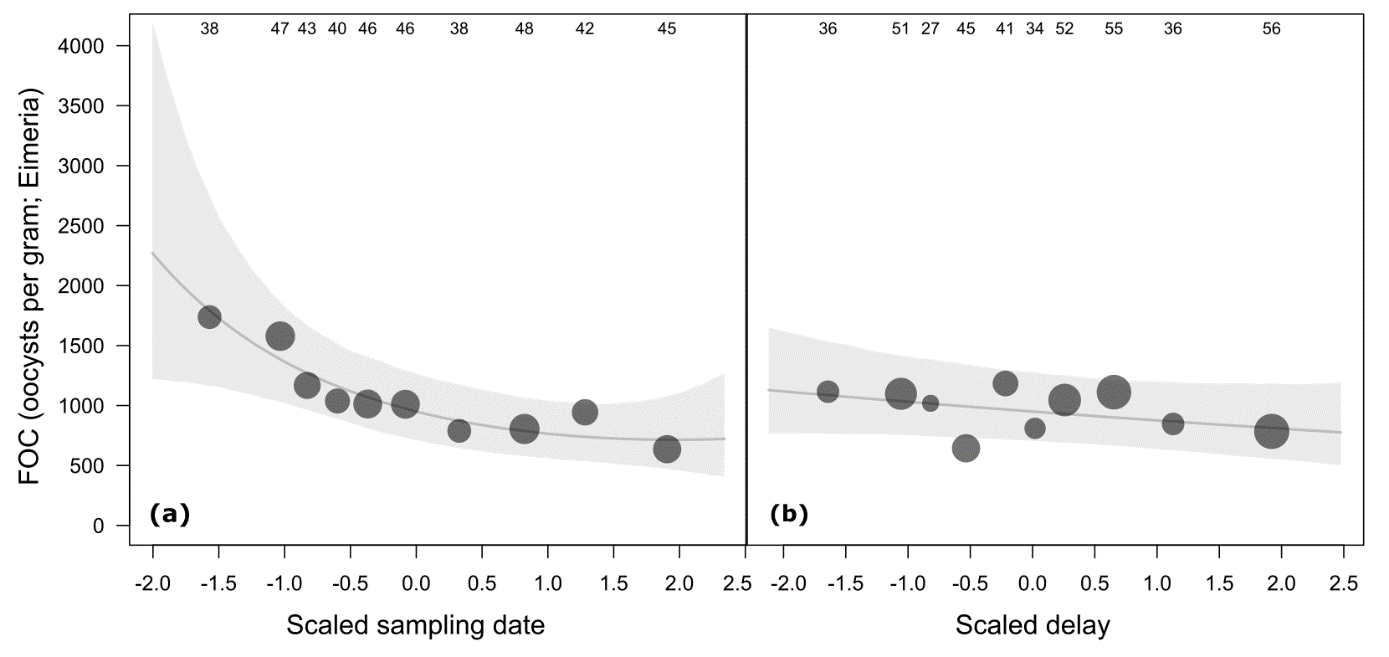 38 47 43 40 46 46 38 48 42 45
36 51 27 45 41 34 52 55 36 56
FOC (oocysts per gram; Eimeria)
4000
3500
3000
2500
2000
1500
1000
500
0
(a)
(b)
-2.0 -1.5 -1.0 -0.5 0.0 0.5 1.0 1.5 2.0 2.5
-2.0 -1.5 -1.0 -0.5 0.0 0.5 1.0 1.5 2.0 2.5
Scaled sampling date
Scaled delay